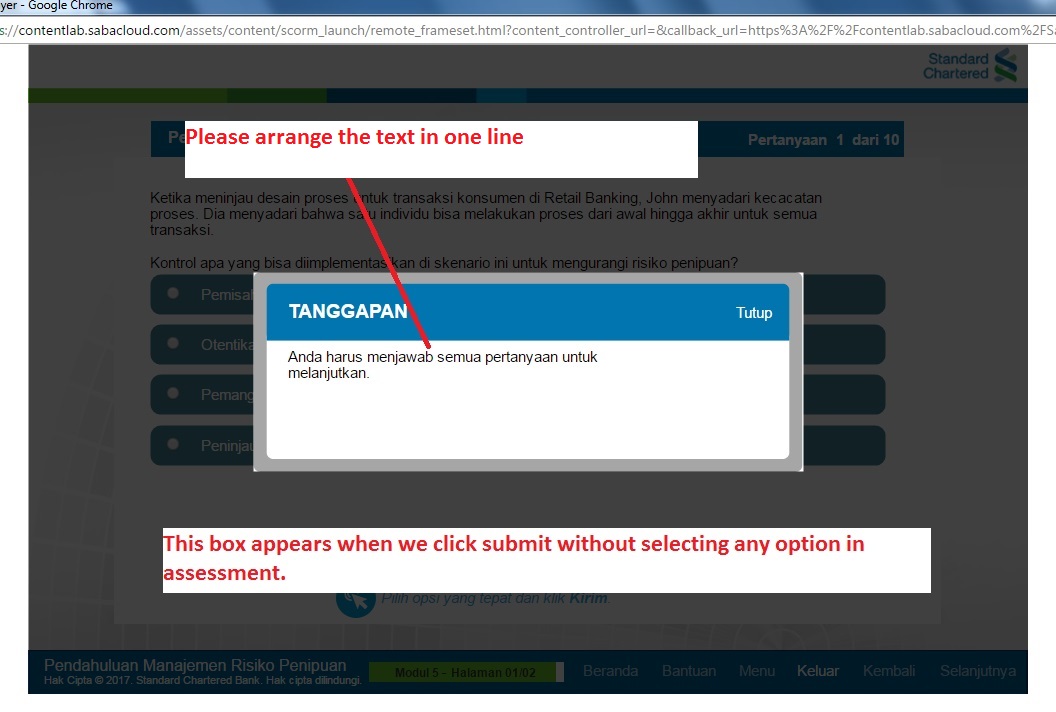 yer - Google Chrome
s://contentlab.sabacloud.com/assets/content/scorm_launch/remote_frameset.html?content_controller_url=&callback_url=https%3A%2F%2Fcontentlab.sabacloud.com%2FSa
Standard
Chartered
Pe
Please arrange the text in one line
Pertanyaan 1 dari 10
Ketika meninjau desain proses untuk transaksi konsumen di Retail Banking, John menyadari kecacatan
proses. Dia menyadari bahwa satu individu bisa melakukan proses dari awal hingga akhir untuk semua
transaksi.
Kontrol apa yang bisa diimplementasikan di skenario ini untuk mengurangi risiko penipuan?
Pemisah
Otentika
Pemang
Peninjau
TANGGAPAN
Tutup
Anda harus menjawab semua pertanyaan untuk
melanjutkan.
This box appears when we click submit without selecting any option in
assessment.
Pilih opsi yang tepat dan klik Kirim.
Pendahuluan Manajemen Risiko Penipuan
Hak Cipta © 2017. Standard Chartered Bank. Hak cipta dilindungi.
Modul 5 - Halaman 01/02
Beranda Bantuan Menu Keluar Kembali Selanjutnya